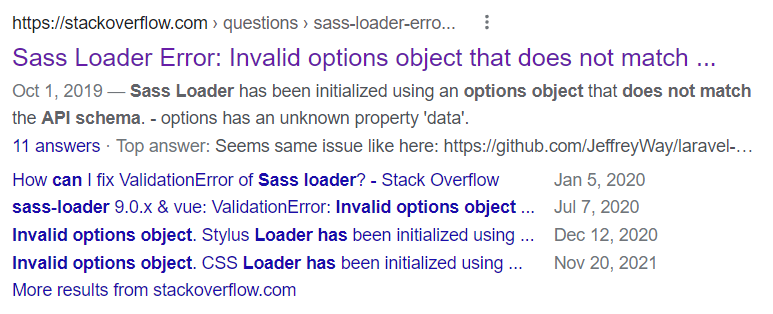 https://stackoverflow.com › questions › sass-loader-erro...
Sass Loader Error: Invalid options object that does not match ...
Oct 1, 2019 — Sass Loader has been initialized using an options object that does not match
the API schema. - options has an unknown property 'data'.
11 answers · Top answer: Seems same issue like here: https://github.com/JeffreyWay/laravel-…
How can I fix ValidationError of Sass loader? - Stack Overflow Jan 5, 2020
sass-loader 9.0.x & vue: ValidationError: Invalid options object ... Jul 7, 2020
Invalid options object. Stylus Loader has been initialized using ... Dec 12, 2020
Invalid options object. CSS Loader has been initialized using ... Nov 20, 2021
More results from stackoverflow.com